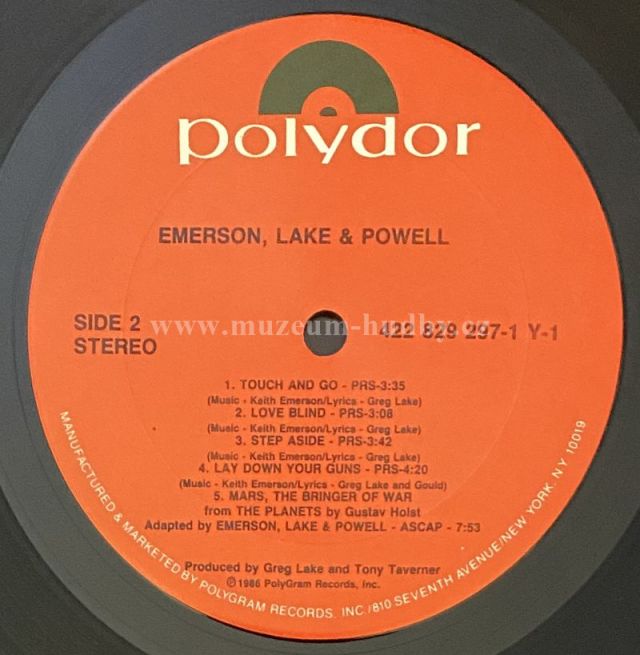 polydor
EMERSON, LAKE & POWELL
SIDE 2
STEREO
422 829 297-1 Y-1
www.muzeum-hudby.cz
1. TOUCH AND GO - PRS-3:35
(Music - Keith Emerson/Lyrics - Greg Lake)
2. LOVE BLIND - PRS-3:08
(Music - Keith Emerson/Lyrics - Greg Lake)
3. STEP ASIDE - PRS-3:42
(Music - Keith Emerson/Lyrics - Greg Lake)
4. LAY DOWN YOUR GUNS - PRS-4:20
(Music - Keith Emerson/Lyrics - Greg Lake and Gould)
5. MARS, THE BRINGER OF WAR
from THE PLANETS by Gustav Holst
Adapted by EMERSON, LAKE & POWELL - ASCAP - 7:53
Produced by Greg Lake and Tony Taverner
℗1986 PolyGram Records, Inc.
MANUFACTURED & MARKETED BY POLYGRAM RECORDS, INC./810 SEVENTH AVENUE/NEW YORK, NY 10019